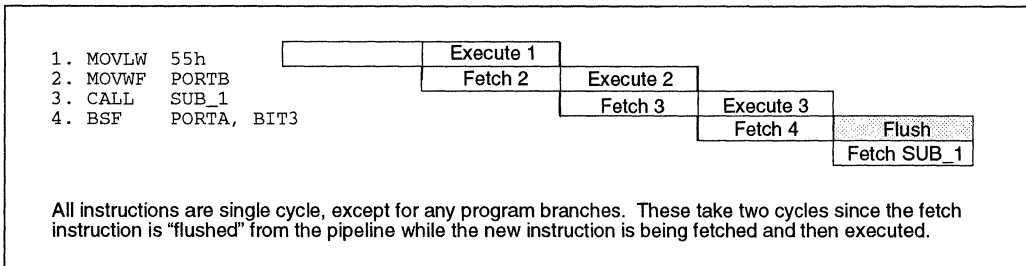 1. MOVLW 55h
2. MOVWF PORTB
3. CALL SUB_1
4. BSF PORTA, BIT3
Execute 1
Fetch 2 Execute 2
Fetch 3 Execute 3
Fetch 4 Flush
Fetch SUB_1
All instructions are single cycle, except for any program branches. These take two cycles since the fetch
instruction is “flushed” from the pipeline while the new instruction is being fetched and then executed.